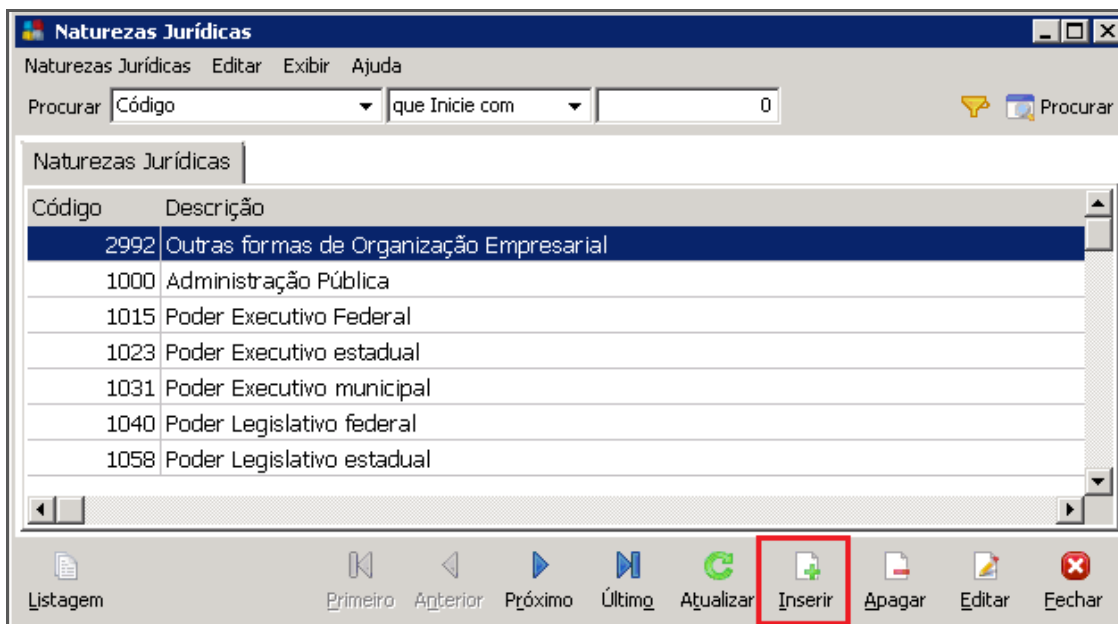 Naturezas Jurídicas
Naturezas Jurídicas Editar Exibir Ajuda
Procurar Código que Inicie com 0 Procurar
Naturezas Jurídicas
Código Descrição
2992 Outras formas de Organização Empresarial
1000 Administração Pública
1015 Poder Executivo Federal
1023 Poder Executivo estadual
1031 Poder Executivo municipal
1040 Poder Legislativo federal
1058 Poder Legislativo estadual
Listagem Primeiro Anterior Próximo Último Atualizar Inserir Apagar Editar Fechar